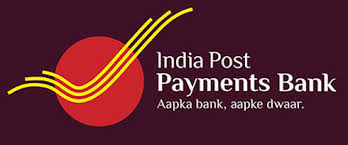 India Post
Payments Bank
Aapka bank, aapke dwaar.